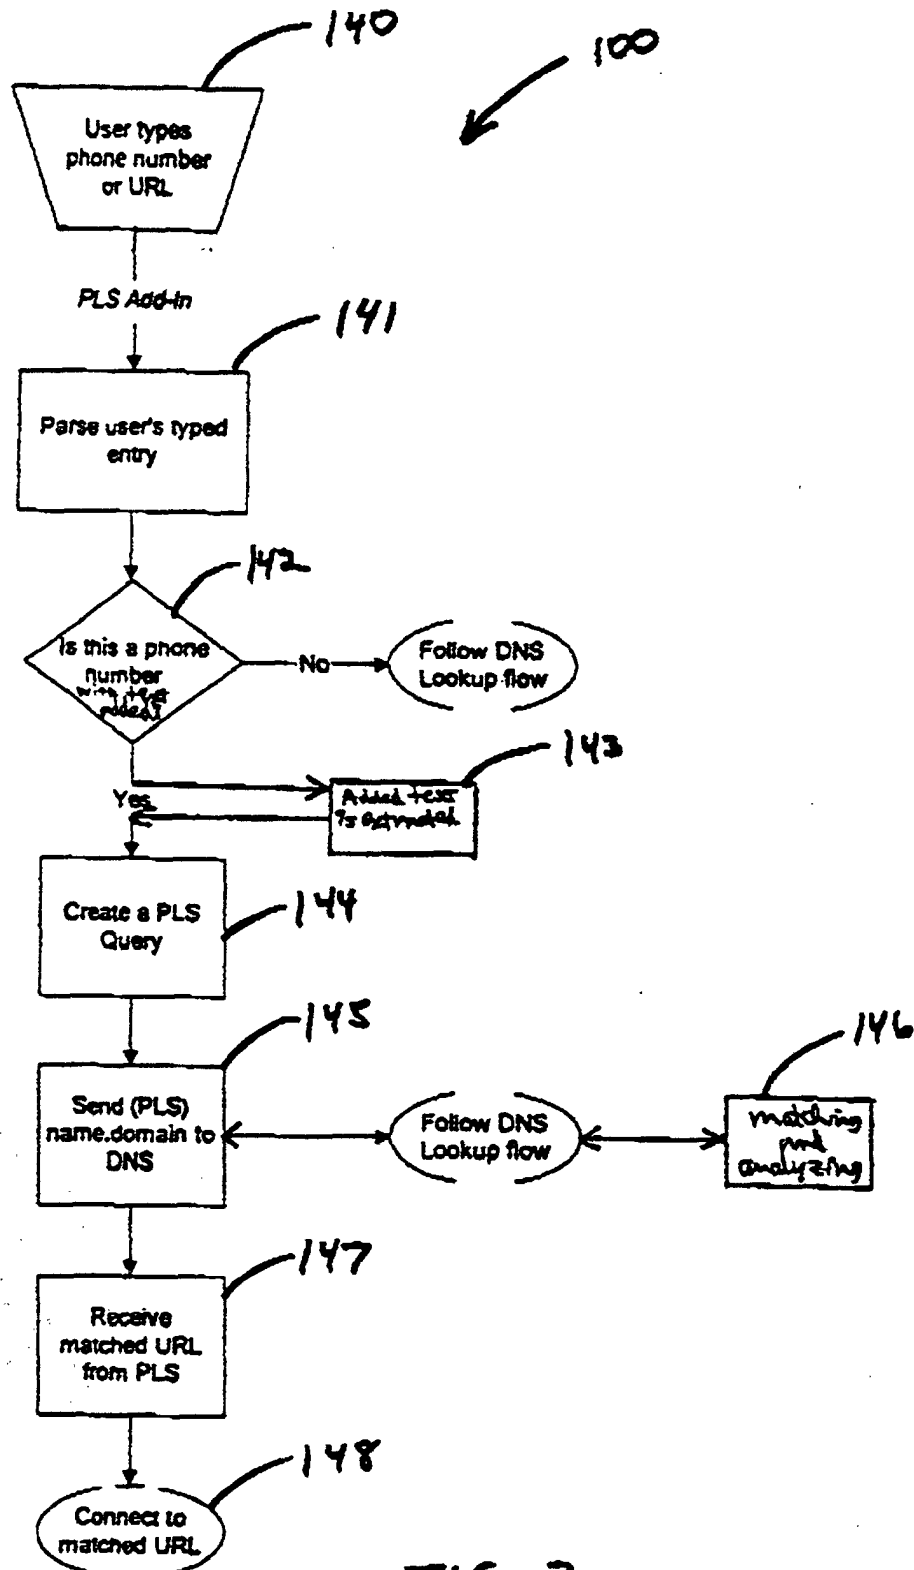 140
100
User types
phone number
or URL
PLS Add-In
141
Parse user's typed
entry
142
Is this a phone
number
with text
added?
No
Follow DNS
Lookup flow
143
Yes
Added text
is extracted
144
Create a PLS
Query
145
146
Send (PLS)
name.domain to
DNS
Follow DNS
Lookup flow
matching
and
analyzing
147
Receive
matched URL
from PLS
148
Connect to
matched URL